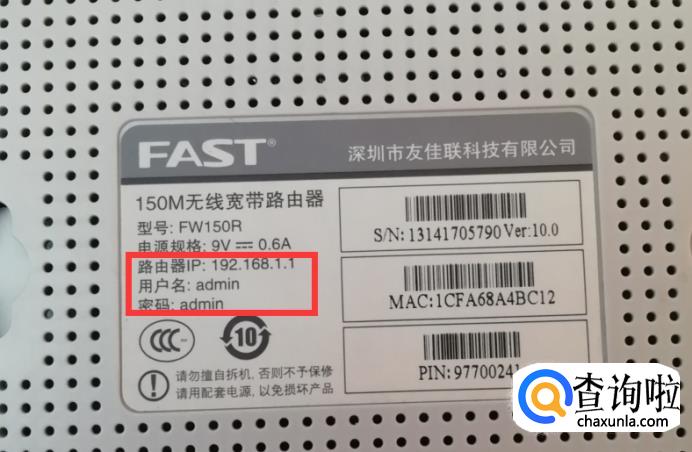 FAST®
深圳市友佳联科技有限公司
150M无线宽带路由器
型号: FW150R
电源规格: 9V ⎓ 0.6A
路由器IP: 192.168.1.1
用户名: admin
密码: admin
S/N: 13141705790 Ver:10.0
MAC:1CFA68A4BC12
PIN: 9770024
CCC
10
请勿擅自拆机，否则不予保修
请用配套电源，以免损坏产品
查询啦
chaxunla.com